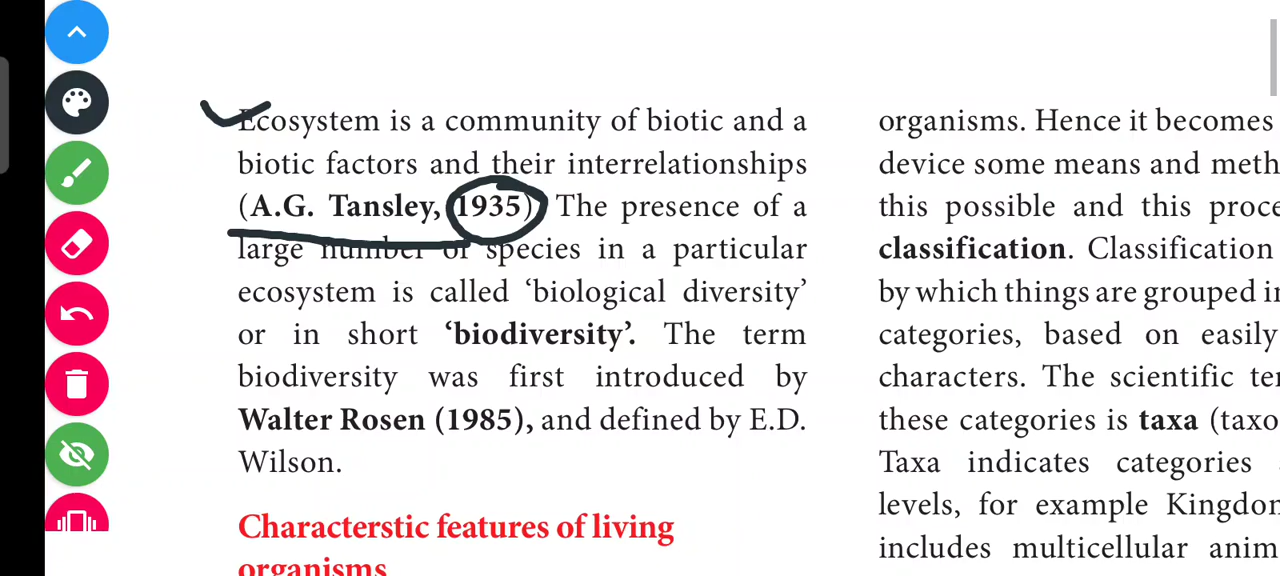 Ecosystem is a community of biotic and a
biotic factors and their interrelationships
(A.G. Tansley, 1935) The presence of a
large number of species in a particular
ecosystem is called ‘biological diversity’
or in short ‘biodiversity’. The term
biodiversity was first introduced by
Walter Rosen (1985), and defined by E.D.
Wilson.
Characterstic features of living
organisms
organisms. Hence it becomes
device some means and meth
this possible and this proce
classification. Classification
by which things are grouped in
categories, based on easily
characters. The scientific te
these categories is taxa (taxo
Taxa indicates categories
levels, for example Kingdo
includes multicellular anim